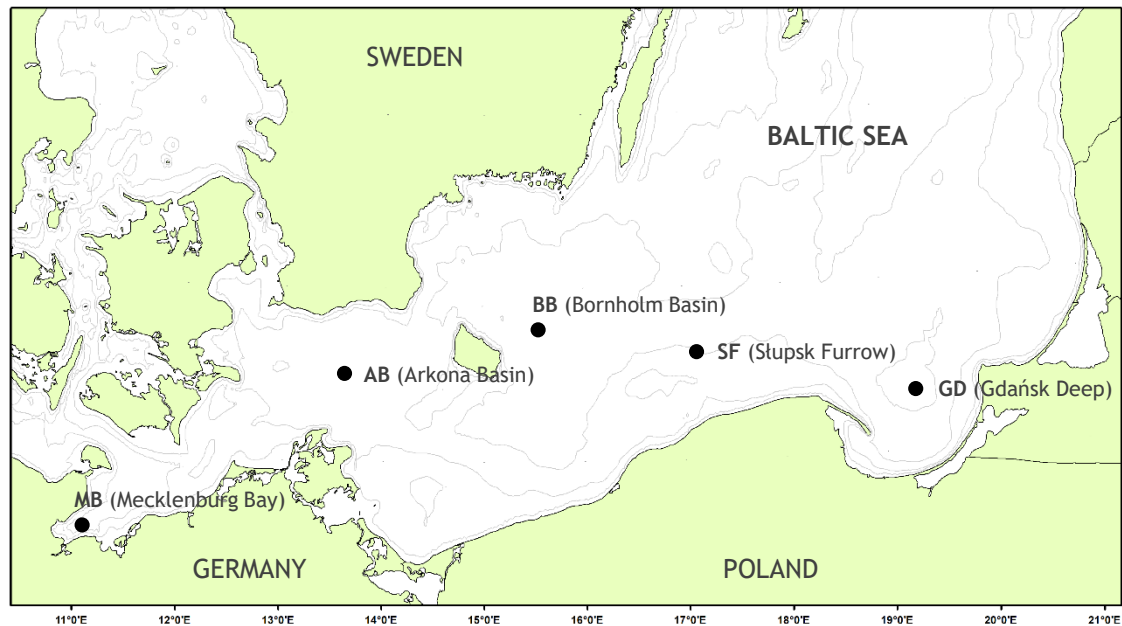 SWEDEN
BALTIC SEA
BB (Bornholm Basin)
SF (Słupsk Furrow)
AB (Arkona Basin)
GD (Gdańsk Deep)
MB (Mecklenburg Bay)
GERMANY
POLAND
11°0'E 12°0'E 13°0'E 14°0'E 15°0'E 16°0'E 17°0'E 18°0'E 19°0'E 20°0'E 21°0'E